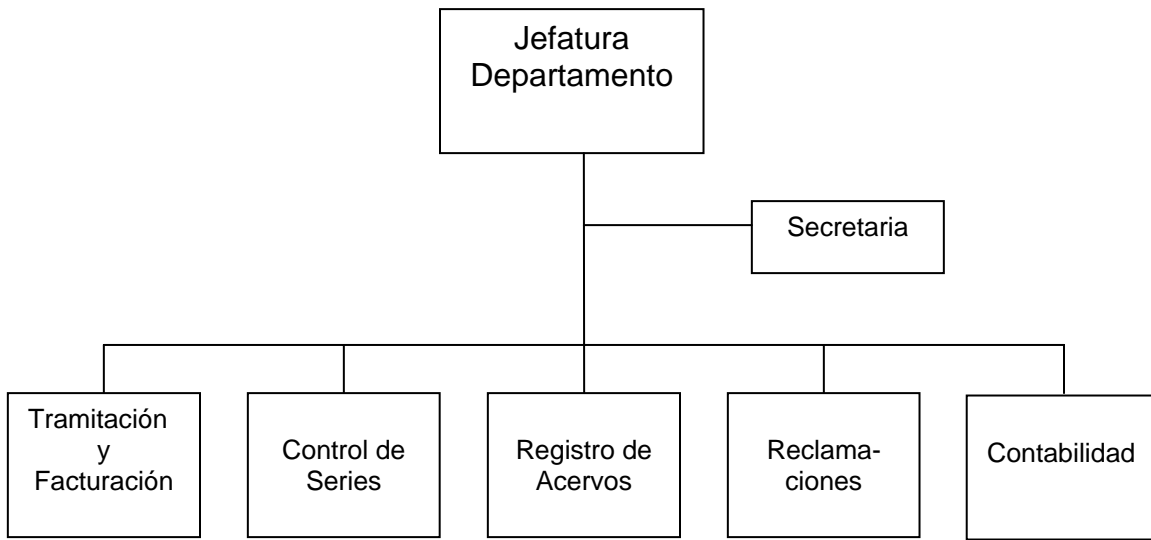 Jefatura
Departamento
Secretaria
Tramitación
y
Facturación
Control de
Series
Registro de
Acervos
Reclama-
ciones
Contabilidad